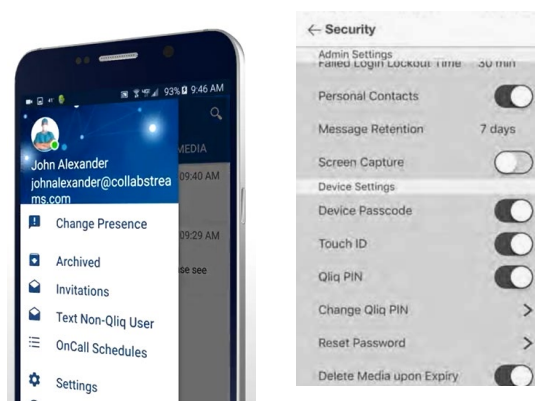 93% 9:46 AM
MEDIA
John Alexander
johnalexander@collabstrea
ms.com
09:40 AM
Change Presence
09:29 AM
se see
Archived
Invitations
Text Non-Qliq User
OnCall Schedules
Settings
← Security
Admin Settings
Failed Login Lockout Time 30 min
Personal Contacts
Message Retention 7 days
Screen Capture
Device Settings
Device Passcode
Touch ID
Qliq PIN
Change Qliq PIN >
Reset Password >
Delete Media upon Expiry